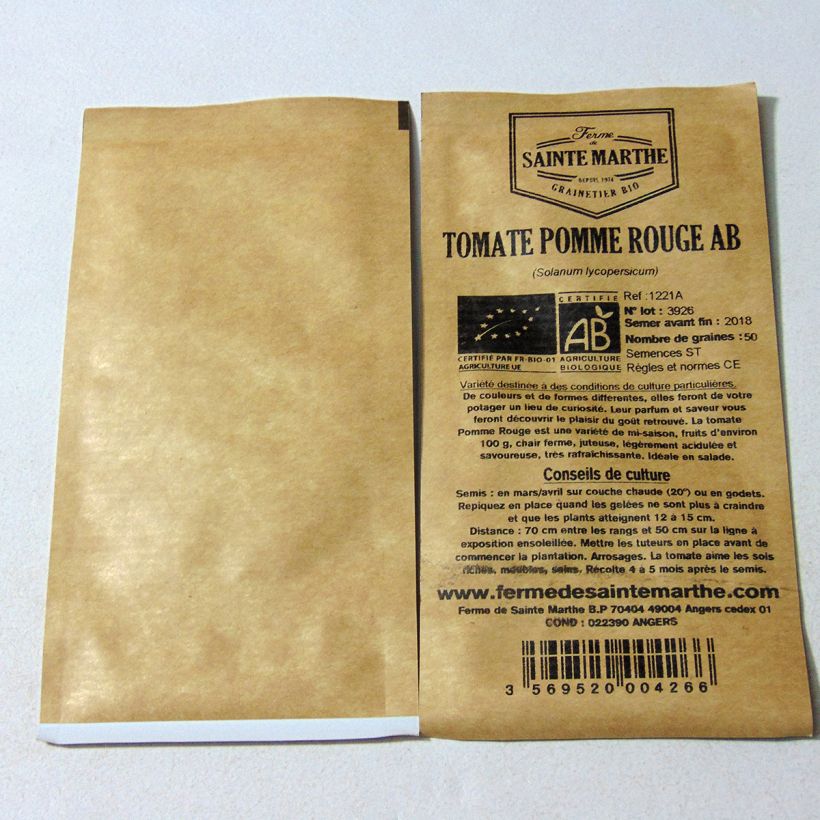 Ferme
de
SAINTE MARTHE
DEPUIS 1974
GRAINETIER BIO
TOMATE POMME ROUGE AB
(Solanum lycopersicum)
CERTIFIÉ
AB
CERTIFIÉ PAR FR-BIO-01
AGRICULTURE UE
AGRICULTURE
BIOLOGIQUE
Ref :1221A
N° lot : 3926
Semer avant fin : 2018
Nombre de graines :50
Semences ST
Règles et normes CE
Variété destinée à des conditions de culture particulières.
De couleurs et de formes différentes, elles feront de votre
potager un lieu de curiosité. Leur parfum et saveur vous
feront découvrir le plaisir du goût retrouvé. La tomate
Pomme Rouge est une variété de mi-saison, fruits d'environ
100 g, chair ferme, juteuse, légèrement acidulée et
savoureuse, très rafraîchissante. Idéale en salade.
Conseils de culture
Semis : en mars/avril sur couche chaude (20°) ou en godets.
Repiquez en place quand les gelées ne sont plus à craindre
et que les plants atteignent 12 à 15 cm.
Distance : 70 cm entre les rangs et 50 cm sur la ligne à
exposition ensoleillée. Mettre les tuteurs en place avant de
commencer la plantation. Arrosages. La tomate aime les sols
riches, meubles, sains. Récolte 4 à 5 mois après le semis.
www.fermedesaintemarthe.com
Ferme de Sainte Marthe B.P 70404 49004 Angers cedex 01
COND : 022390 ANGERS
3 569520 004266